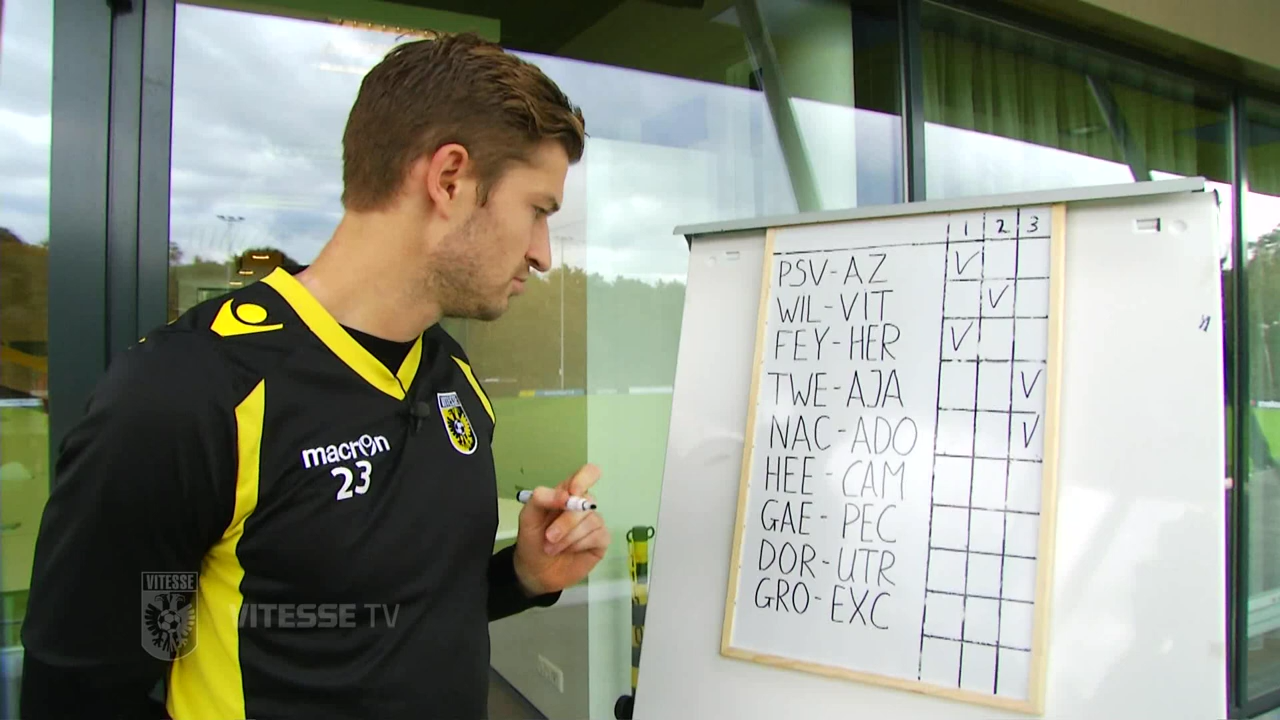 1 2 3
PSV-AZ V
WIL-VIT V
FEY-HER V
TWE-AJA V
NAC-ADO V
HEE-CAM
GAE-PEC
DOR-UTR
GRO-EXC
VITESSE
macron
23
VITESSE
VITESSE TV